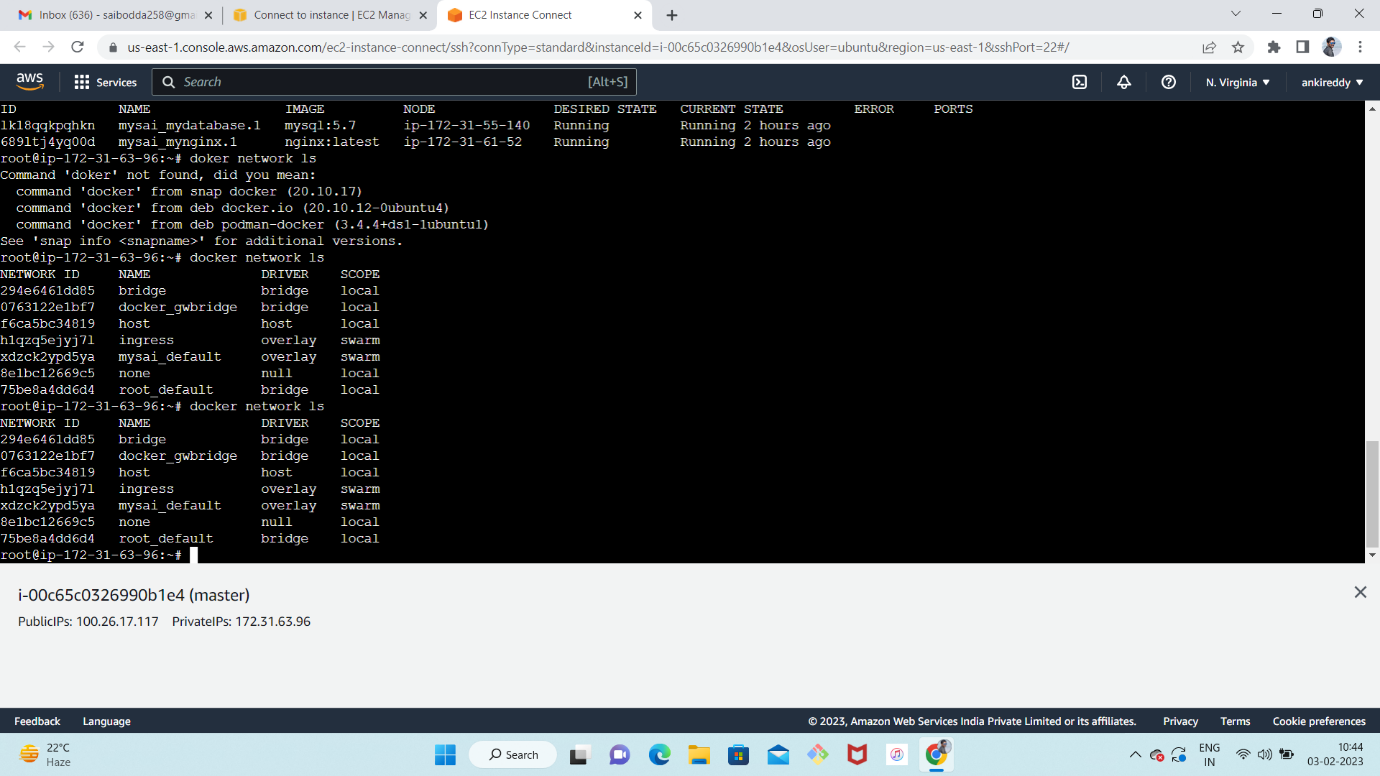 Inbox (636) - saibodda258@gma
Connect to instance | EC2 Manag
EC2 Instance Connect
us-east-1.console.aws.amazon.com/ec2-instance-connect/ssh?connType=standard&instanceId=i-00c65c0326990b1e4&osUser=ubuntu&region=us-east-1&sshPort=22#/
aws Services Search [Alt+S] N. Virginia ankireddy
ID NAME IMAGE NODE DESIRED STATE CURRENT STATE ERROR PORTS
lkl8qqkpqhkn mysai_mydatabase.1 mysql:5.7 ip-172-31-55-140 Running Running 2 hours ago
689ltj4yq00d mysai_mynginx.1 nginx:latest ip-172-31-61-52 Running Running 2 hours ago
root@ip-172-31-63-96:~# doker network ls
Command 'doker' not found, did you mean:
command 'docker' from snap docker (20.10.17)
command 'docker' from deb docker.io (20.10.12-0ubuntu4)
command 'docker' from deb podman-docker (3.4.4+ds1-1ubuntu1)
See 'snap info <snapname>' for additional versions.
root@ip-172-31-63-96:~# docker network ls
NETWORK ID NAME DRIVER SCOPE
294e6461dd85 bridge bridge local
0763122e1bf7 docker_gwbridge bridge local
f6ca5bc34819 host host local
h1qzq5ejyj7l ingress overlay swarm
xdzck2ypd5ya mysai_default overlay swarm
8e1bc12669c5 none null local
75be8a4dd6d4 root_default bridge local
root@ip-172-31-63-96:~# docker network ls
NETWORK ID NAME DRIVER SCOPE
294e6461dd85 bridge bridge local
0763122e1bf7 docker_gwbridge bridge local
f6ca5bc34819 host host local
h1qzq5ejyj7l ingress overlay swarm
xdzck2ypd5ya mysai_default overlay swarm
8e1bc12669c5 none null local
75be8a4dd6d4 root_default bridge local
root@ip-172-31-63-96:~#
i-00c65c0326990b1e4 (master)
PublicIPs: 100.26.17.117 PrivateIPs: 172.31.63.96
Feedback Language © 2023, Amazon Web Services India Private Limited or its affiliates. Privacy Terms Cookie preferences
22°C
Haze
Search
ENG
IN
10:44
03-02-2023